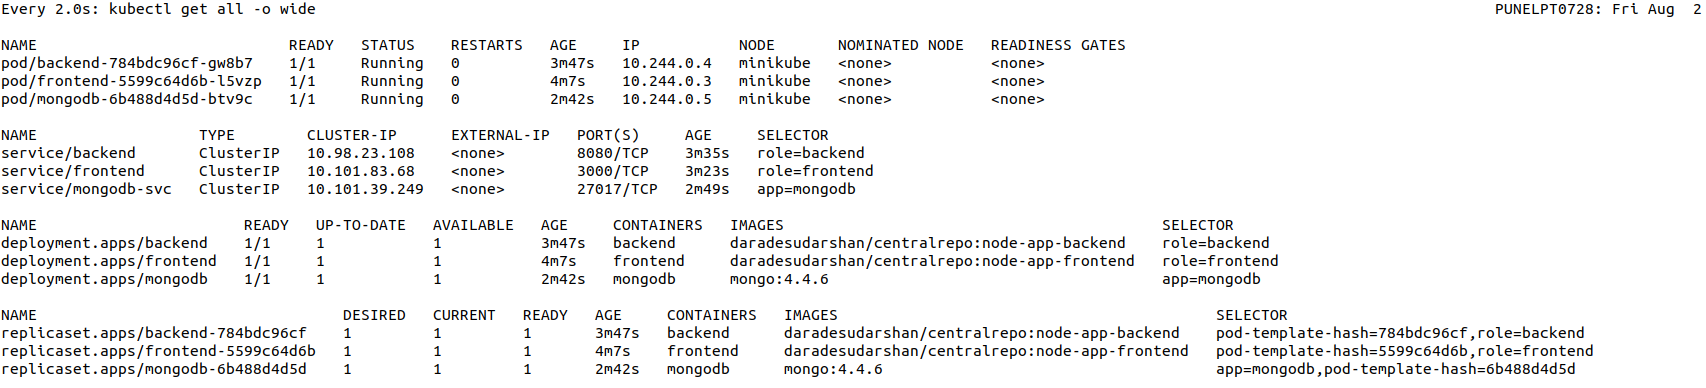 Every 2.0s: kubectl get all -o wide PUNELPT0728: Fri Aug 2
NAME READY STATUS RESTARTS AGE IP NODE NOMINATED NODE READINESS GATES
pod/backend-784bdc96cf-gw8b7 1/1 Running 0 3m47s 10.244.0.4 minikube <none> <none>
pod/frontend-5599c64d6b-l5vzp 1/1 Running 0 4m7s 10.244.0.3 minikube <none> <none>
pod/mongodb-6b488d4d5d-btv9c 1/1 Running 0 2m42s 10.244.0.5 minikube <none> <none>
NAME TYPE CLUSTER-IP EXTERNAL-IP PORT(S) AGE SELECTOR
service/backend ClusterIP 10.98.23.108 <none> 8080/TCP 3m35s role=backend
service/frontend ClusterIP 10.101.83.68 <none> 3000/TCP 3m23s role=frontend
service/mongodb-svc ClusterIP 10.101.39.249 <none> 27017/TCP 2m49s app=mongodb
NAME READY UP-TO-DATE AVAILABLE AGE CONTAINERS IMAGES SELECTOR
deployment.apps/backend 1/1 1 1 3m47s backend daradesudarshan/centralrepo:node-app-backend role=backend
deployment.apps/frontend 1/1 1 1 4m7s frontend daradesudarshan/centralrepo:node-app-frontend role=frontend
deployment.apps/mongodb 1/1 1 1 2m42s mongodb mongo:4.4.6 app=mongodb
NAME DESIRED CURRENT READY AGE CONTAINERS IMAGES SELECTOR
replicaset.apps/backend-784bdc96cf 1 1 1 3m47s backend daradesudarshan/centralrepo:node-app-backend pod-template-hash=784bdc96cf,role=backend
replicaset.apps/frontend-5599c64d6b 1 1 1 4m7s frontend daradesudarshan/centralrepo:node-app-frontend pod-template-hash=5599c64d6b,role=frontend
replicaset.apps/mongodb-6b488d4d5d 1 1 1 2m42s mongodb mongo:4.4.6 app=mongodb,pod-template-hash=6b488d4d5d